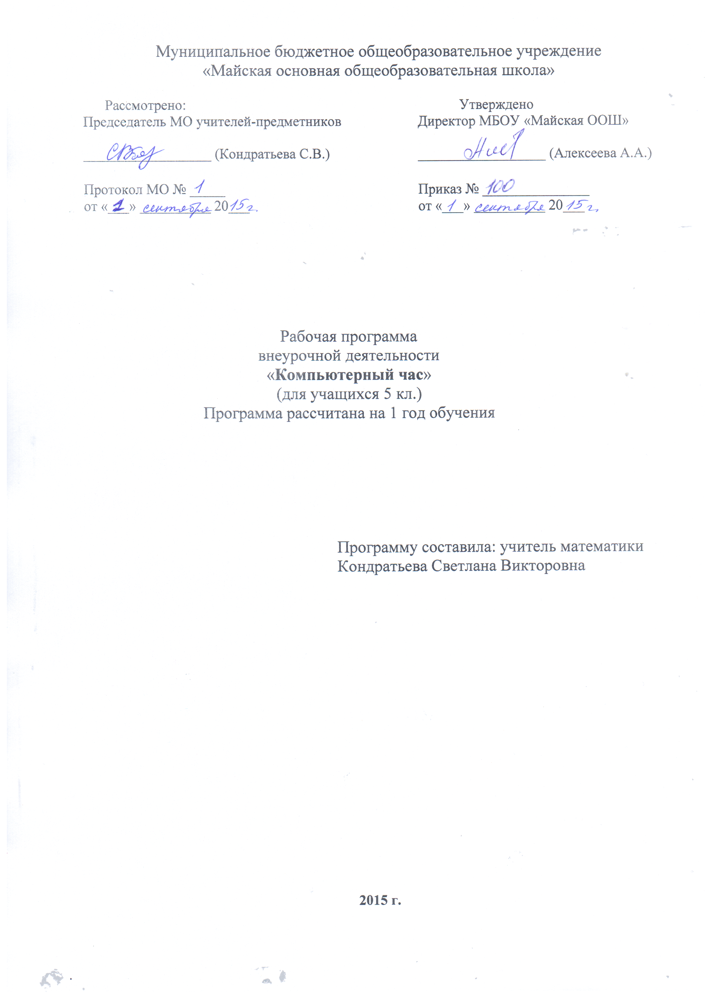 Муниципальное бюджетное общеобразовательное учреждение
«Майская основная общеобразовательная школа»
Рассмотрено:
Председатель МО учителей-предметников
(Кондратьева С.В.)
Протокол МО № 1
от «1» сентября 2015 г.
Утверждено
Директор МБОУ «Майская ООШ»
(Алексеева А.А.)
Приказ № 100
от «1» сентября 2015 г.
Рабочая программа
внеурочной деятельности
«Компьютерный час»
(для учащихся 5 кл.)
Программа рассчитана на 1 год обучения
Программу составила: учитель математики
Кондратьева Светлана Викторовна
2015 г.